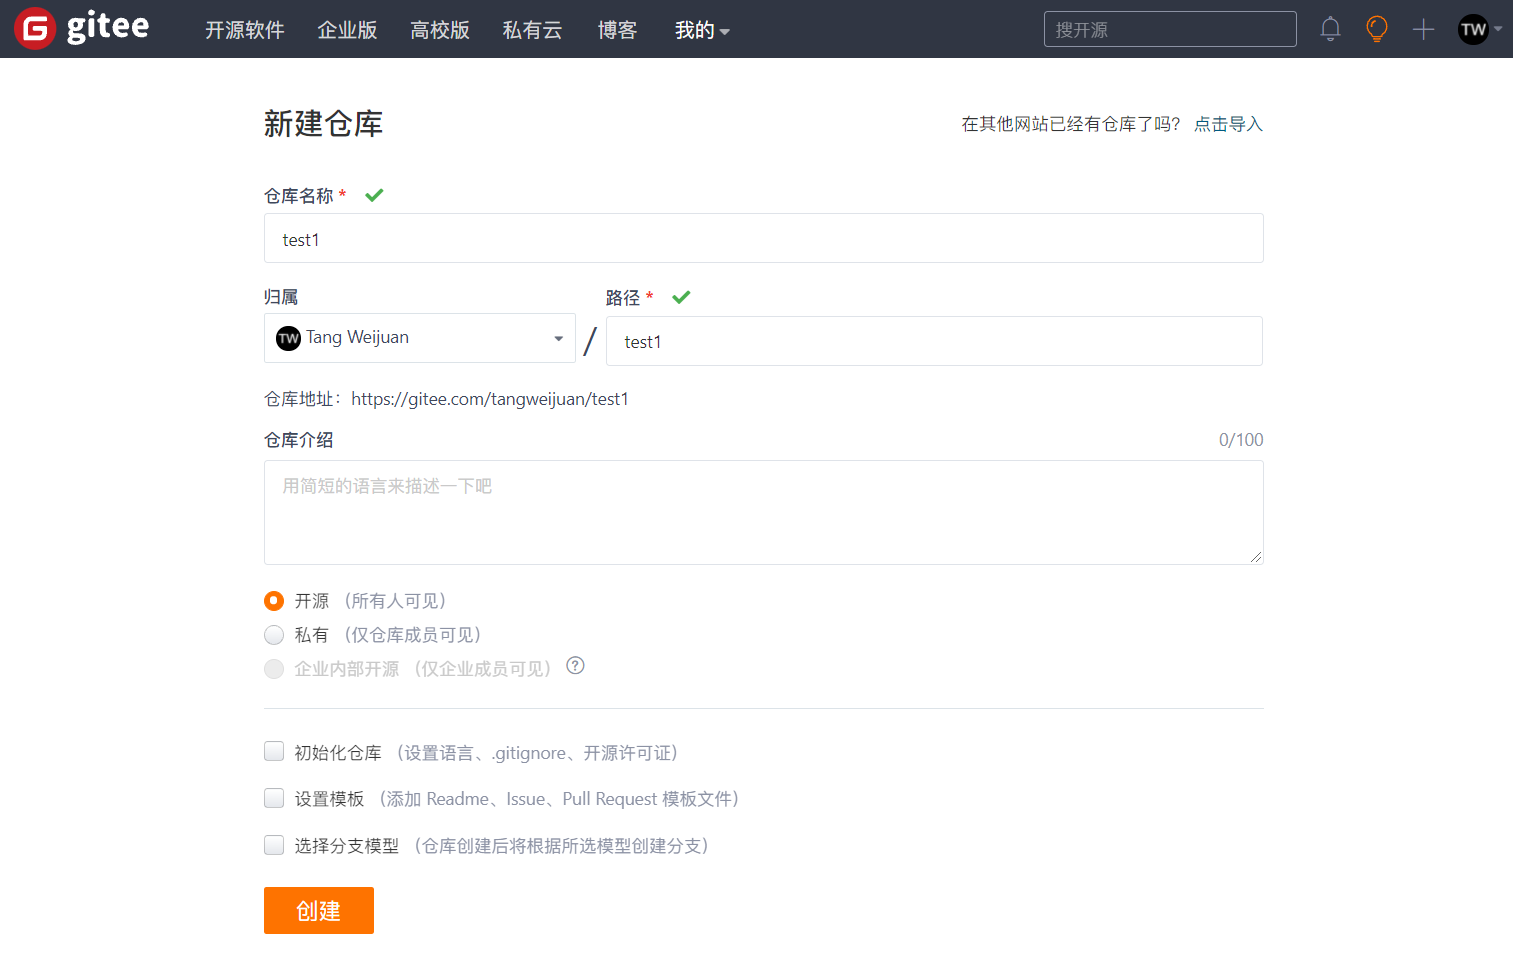 gitee 开源软件 企业版 高校版 私有云 博客 我的 搜开源 TW
新建仓库 在其他网站已经有仓库了吗? 点击导入
仓库名称 *
test1
归属 路径 *
TW Tang Weijuan / test1
仓库地址：https://gitee.com/tangweijuan/test1
仓库介绍 0/100
用简短的语言来描述一下吧
开源 （所有人可见）
私有 （仅仓库成员可见）
企业内部开源 （仅企业成员可见） ?
初始化仓库 （设置语言、.gitignore、开源许可证）
设置模板 （添加 Readme、Issue、Pull Request 模板文件）
选择分支模型 （仓库创建后将根据所选模型创建分支）
创建